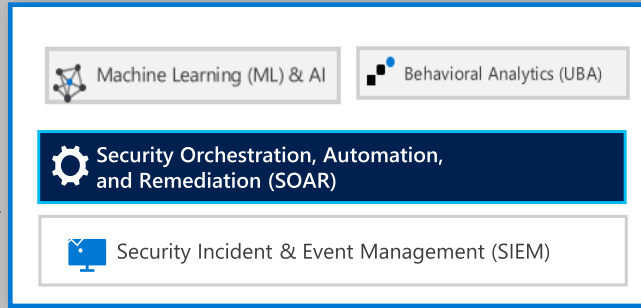 Machine Learning (ML) & AI
Behavioral Analytics (UBA)
Security Orchestration, Automation,
and Remediation (SOAR)
Security Incident & Event Management (SIEM)